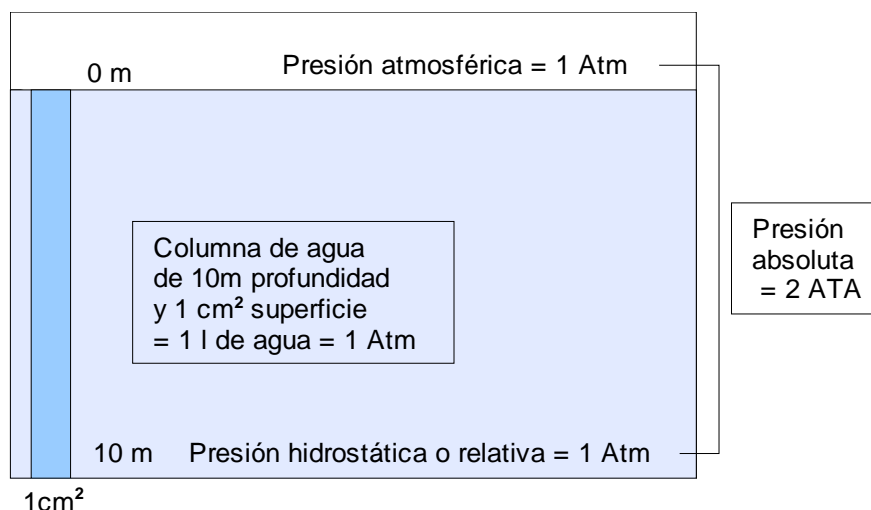 Presión atmosférica = 1 Atm
0 m
Columna de agua
de 10m profundidad
y 1 cm² superficie
= 1 l de agua = 1 Atm
Presión
absoluta
= 2 ATA
10 m Presión hidrostática o relativa = 1 Atm
1cm²